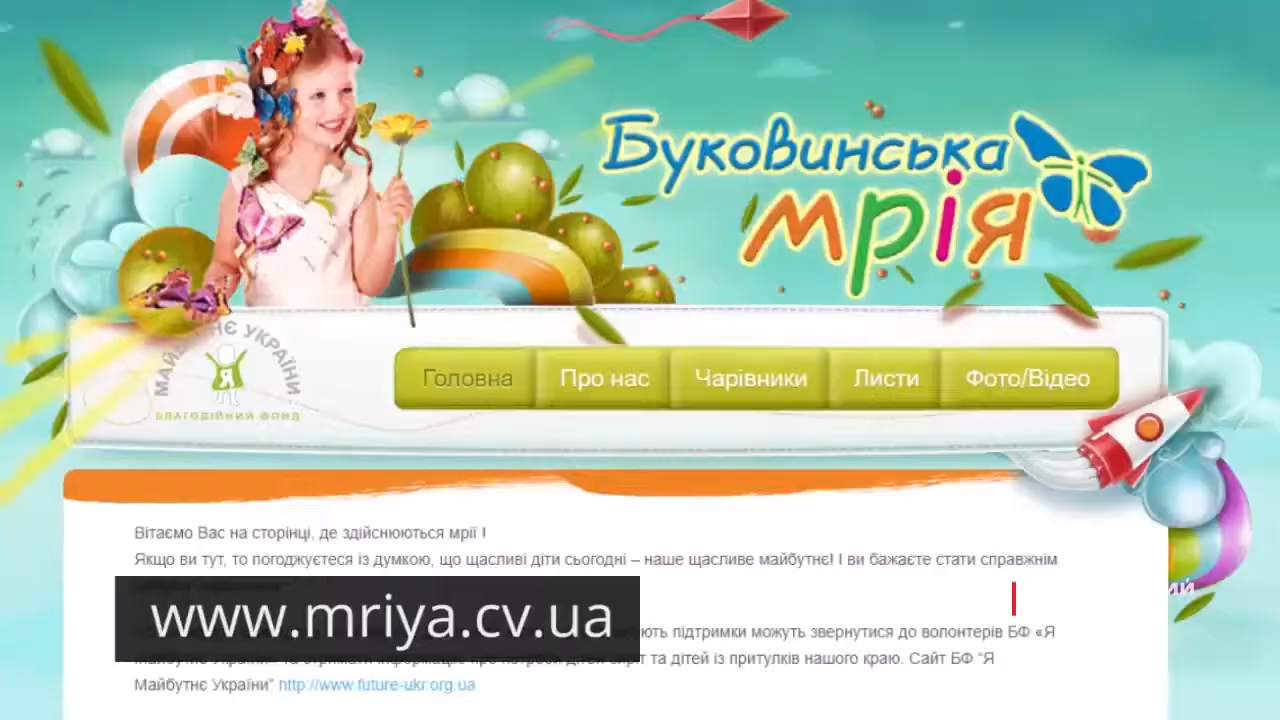 Буковинська
мрія
МАЙБУТНЄ УКРАЇНИ
Я
БЛАГОДІЙНИЙ ФОНД
Головна Про нас Чарівники Листи Фото/Відео
Вітаємо Вас на сторінці, де здійснюються мрії !
Якщо ви тут, то погоджуєтеся із думкою, що щасливі діти сьогодні – наше щасливе майбутнє! І ви бажаєте стати справжнім
www.mriya.cv.ua
підтримки можуть звернутися до волонтерів БФ «Я
та дітей із притулків нашого краю. Сайт БФ “Я
Майбутнє України” http://www.future-ukr.org.ua